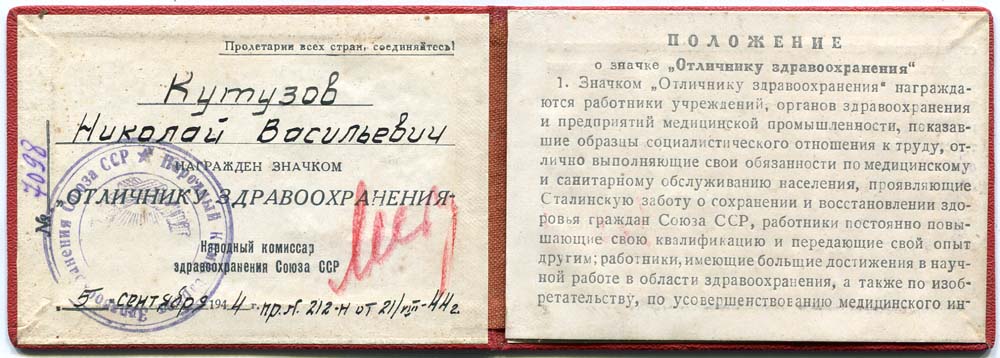 Пролетарии всех стран, соединяйтесь!
Кутузов
Николай Васильевич
НАГРАЖДЕН ЗНАЧКОМ
„ОТЛИЧНИКУ ЗДРАВООХРАНЕНИЯ“
№ 7098
Народный комиссар
здравоохранения Союза ССР
„5“ сентября 1944 г. пр. № 212-н от 21/VIII-44 г.
Союза ССР ★ Народный
ПОЛОЖЕНИЕ
о значке „Отличнику здравоохранения“
1. Значком „Отличнику здравоохранения“ награжда-
ются работники учреждений, органов здравоохранения
и предприятий медицинской промышленности, показав-
шие образцы социалистического отношения к труду, от-
лично выполняющие свои обязанности по медицинскому
и санитарному обслуживанию населения, проявляющие
Сталинскую заботу о сохранении и восстановлении здо-
ровья граждан Союза ССР, работники постоянно повы-
шающие свою квалификацию и передающие свой опыт
другим; работники, имеющие большие достижения в науч-
ной работе в области здравоохранения, а также по изоб-
ретательству, по усовершенствованию медицинского ин-